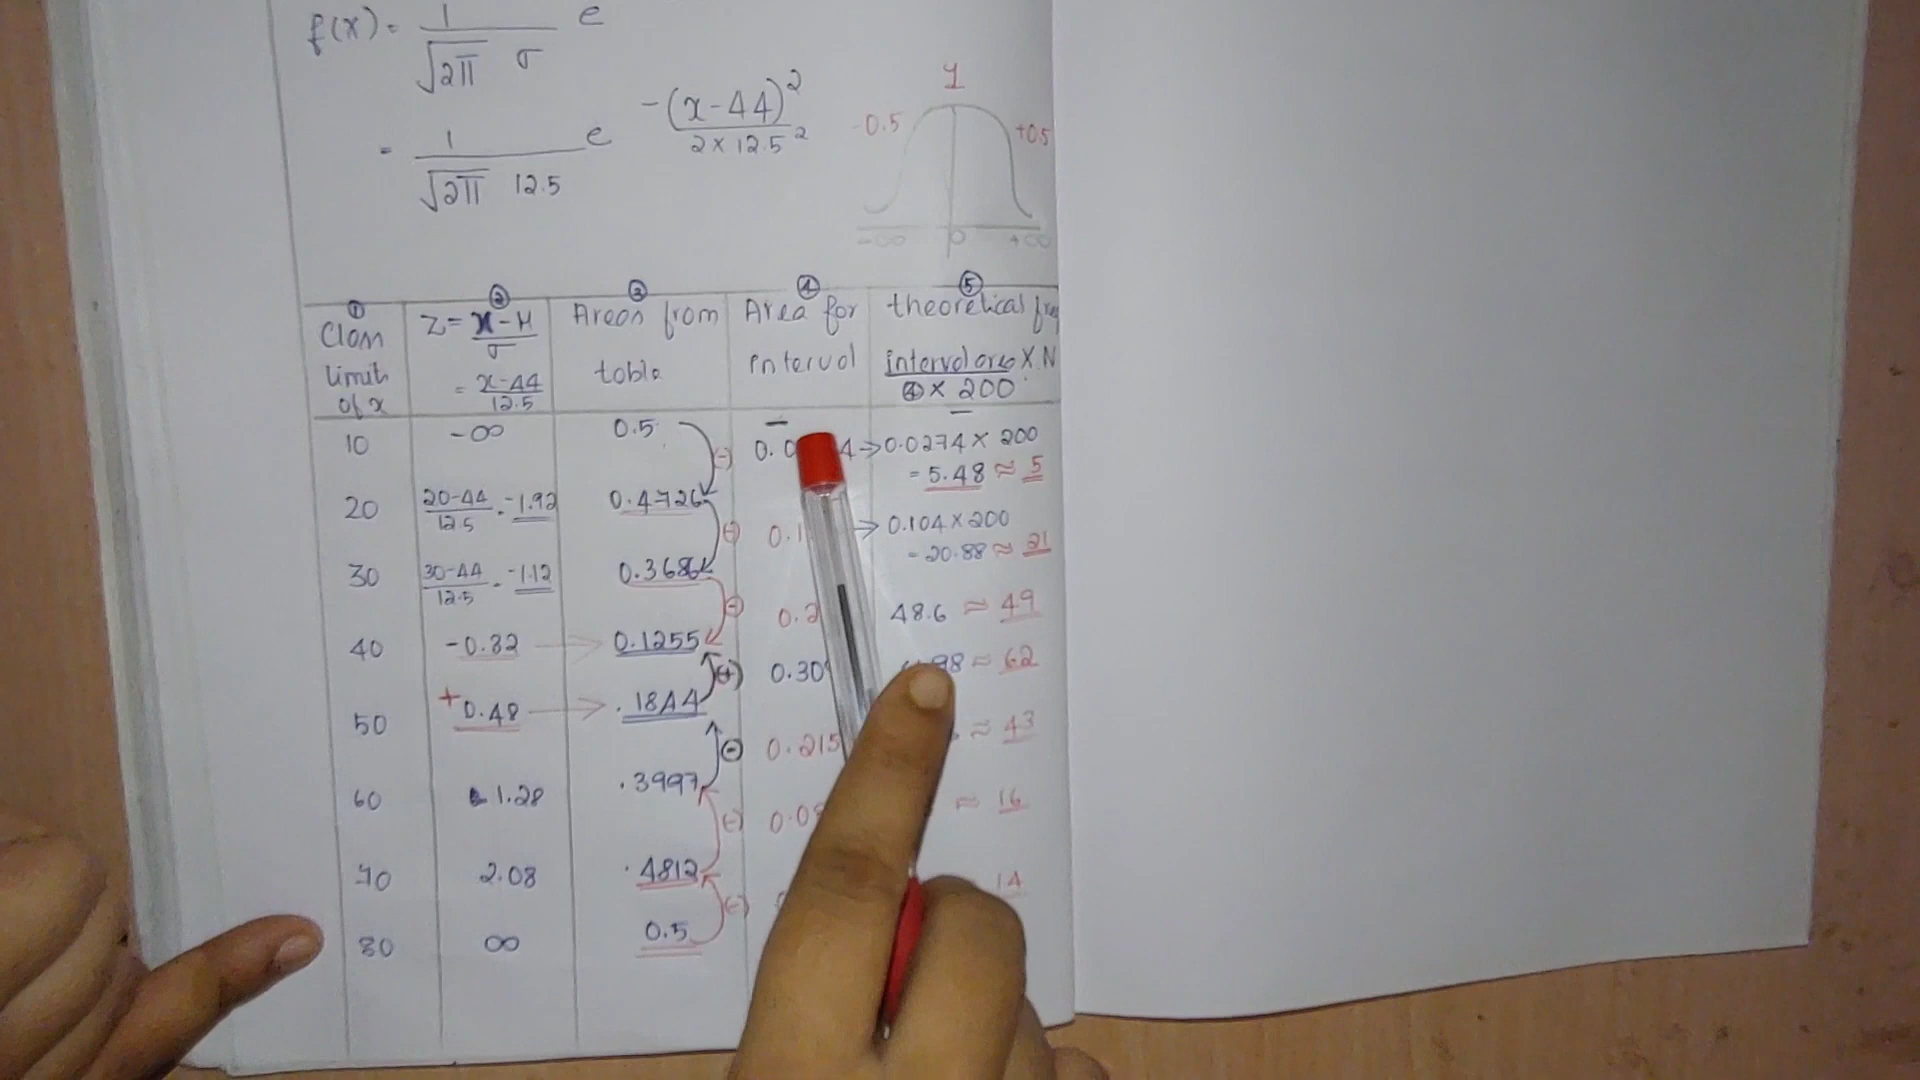 f(x) = 1 e
√2π σ
= 1 e -(x-44)²
√2π 12.5 2 × 12.5²
1
-0.5 +0.5
-∞ 0 +∞
① ② ③ ④ ⑤
Class Z = x-μ Areas from Area for theoretical
limit σ table interval × N
of x = x-44 ④ × 200
12.5
10 -∞ 0.5 (-) → 0.0274 × 200
= 5.48 ≈ 5
20 20-44 = -1.92 0.4726 (-) → 0.104 × 200
12.5 = 20.88 ≈ 21
30 30-44 = -1.12 0.3686 (-) 48.6 ≈ 49
12.5
40 -0.32 → 0.1255 (+) ≈ 62
50 +0.48 → .1844 (-) ≈ 43
60 1.28 .3997 (-) ≈ 16
70 2.08 .4812 (-) 14
80 ∞ 0.5